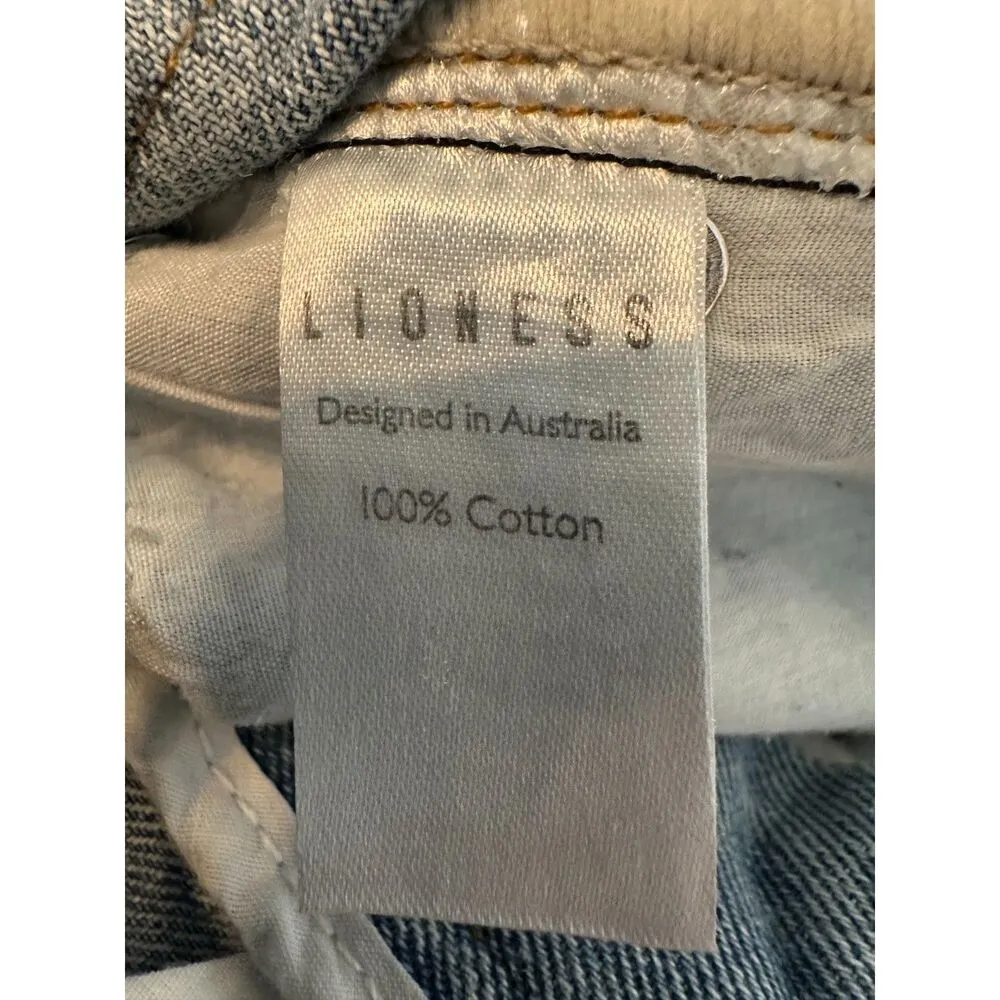 LIONESS
Designed in Australia
100% Cotton